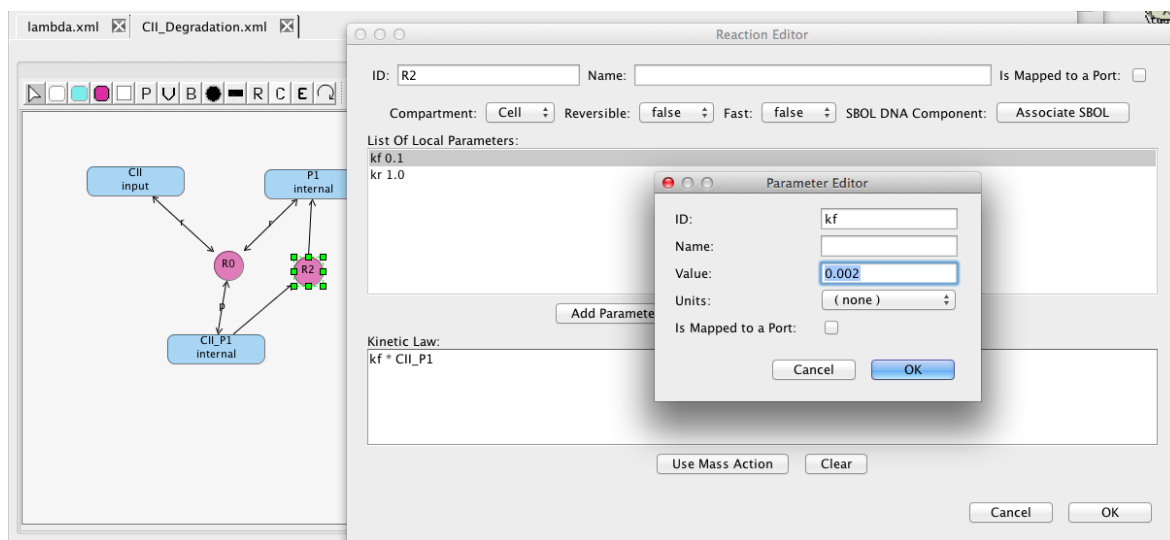 lambda.xml CII_Degradation.xml
Reaction Editor
ID: R2 Name: Is Mapped to a Port:
P V B R C E
Compartment: Cell Reversible: false Fast: false SBOL DNA Component: Associate SBOL
List Of Local Parameters:
kf 0.1
kr 1.0
CII
input
P1
internal
r
r
R0
R2
p
CII_P1
internal
Parameter Editor
ID: kf
Name:
Value: 0.002
Units: ( none )
Is Mapped to a Port:
Cancel OK
Add Paramete
Kinetic Law:
kf * CII_P1
Use Mass Action Clear
Cancel OK